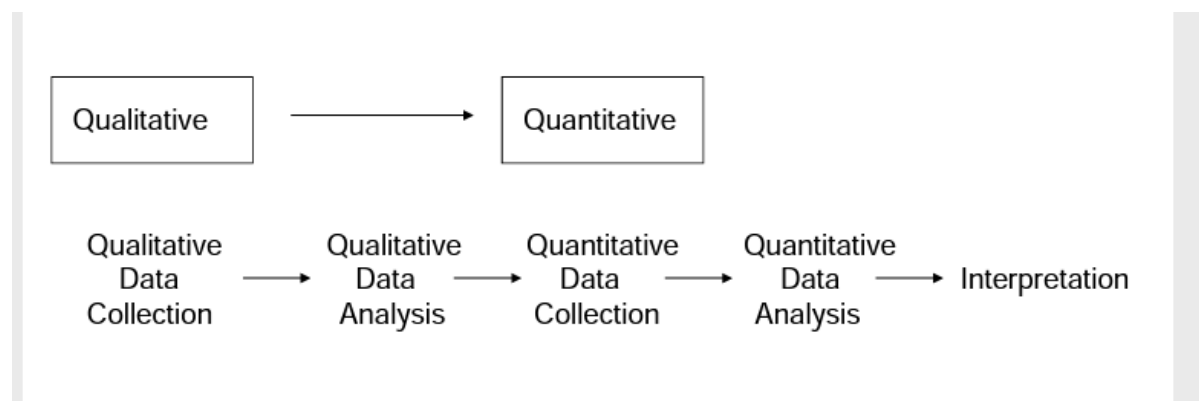 Qualitative
Quantitative
Qualitative
Data
Collection
Qualitative
Data
Analysis
Quantitative
Data
Collection
Quantitative
Data
Analysis
Interpretation